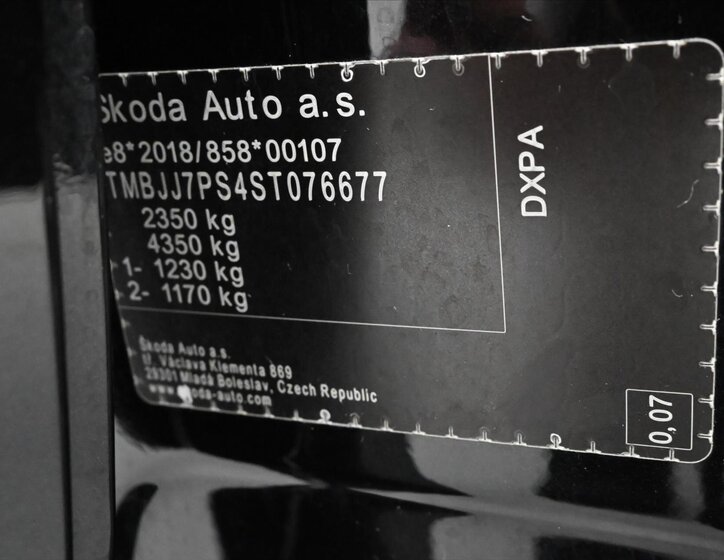 Škoda Auto a.s.
e8*2018/858*00107
TMBJJ7PS4ST076677
2350 kg
4350 kg
1- 1230 kg
2- 1170 kg
DXPA
Škoda Auto a.s.
tř. Václava Klementa 869
29301 Mladá Boleslav, Czech Republic
www.skoda-auto.com
0,07